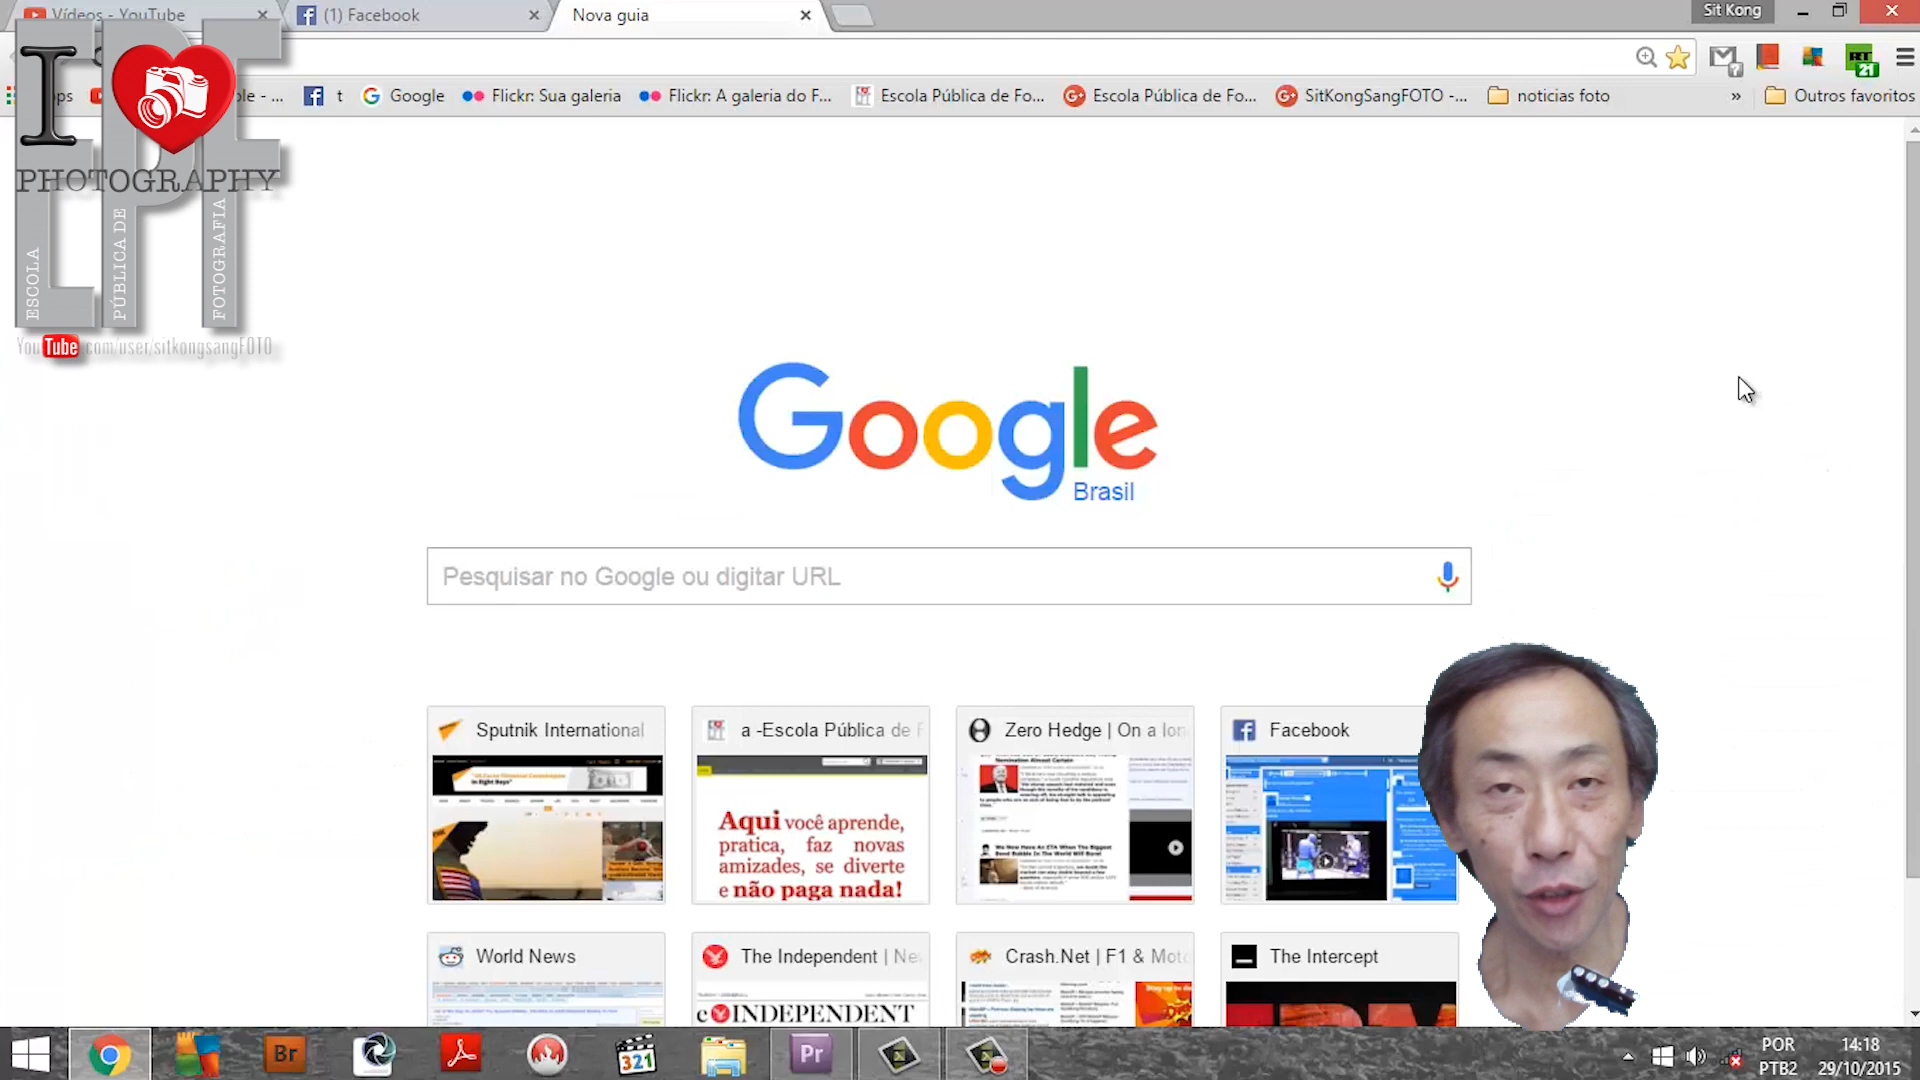 Vídeos - YouTube
(1) Facebook
Nova guia
Sit Kong
I
PHOTOGRAPHY
ESCOLA
PÚBLICA DE
FOTOGRAFIA
YouTube com/user/sitkongsangFOTO
t
Google
Flickr: Sua galeria
Flickr: A galeria do F...
Escola Pública de Fo...
Escola Pública de Fo...
SitKongSangFOTO -...
noticias foto
»
Outros favoritos
21
Google
Brasil
Pesquisar no Google ou digitar URL
Sputnik International
a -Escola Pública de F
Zero Hedge | On a lon
Facebook
Aqui você aprende,
pratica, faz novas
amizades, se diverte
e não paga nada!
World News
The Independent | Ne
Crash.Net | F1 & Moto
The Intercept
INDEPENDENT
Br
321
Pr
POR
PTB2
14:18
29/10/2015